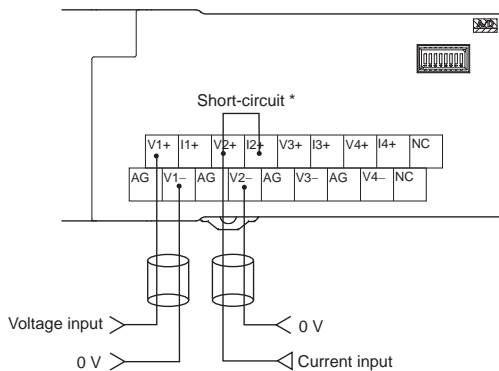 A/D
Short-circuit *
V1+ I1+ V2+ I2+ V3+ I3+ V4+ I4+ NC
AG V1– AG V2– AG V3– AG V4– NC
Voltage input
0 V
0 V
Current input